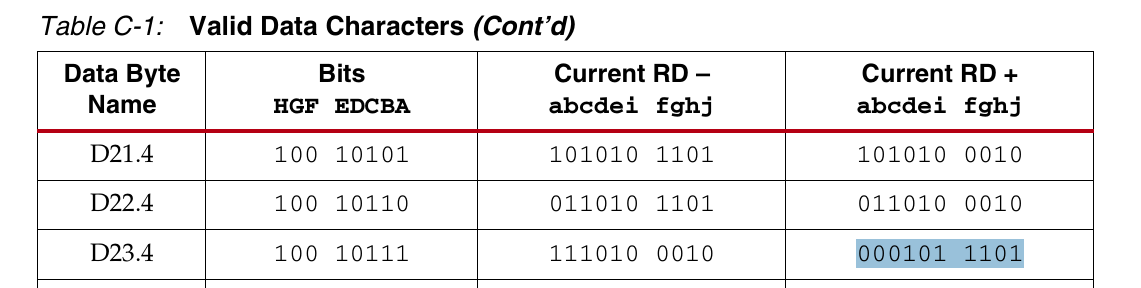 Table C-1: Valid Data Characters (Cont’d)
Data Byte Name Bits HGF EDCBA Current RD – abcdei fghj Current RD + abcdei fghj
D21.4 100 10101 101010 1101 101010 0010
D22.4 100 10110 011010 1101 011010 0010
D23.4 100 10111 111010 0010 000101 1101